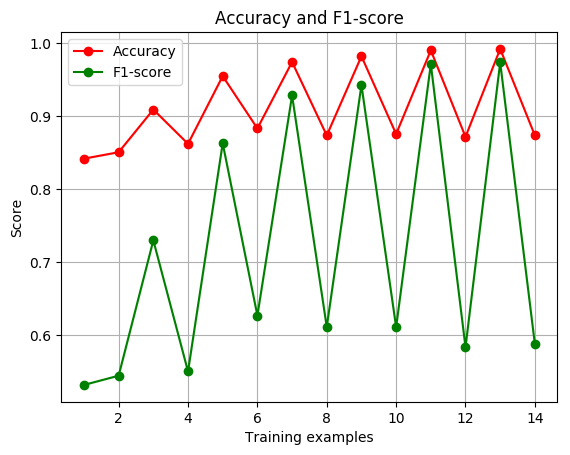 Accuracy and F1-score
Accuracy
F1-score
1.0
0.9
0.8
0.7
0.6
Score
2 4 6 8 10 12 14
Training examples